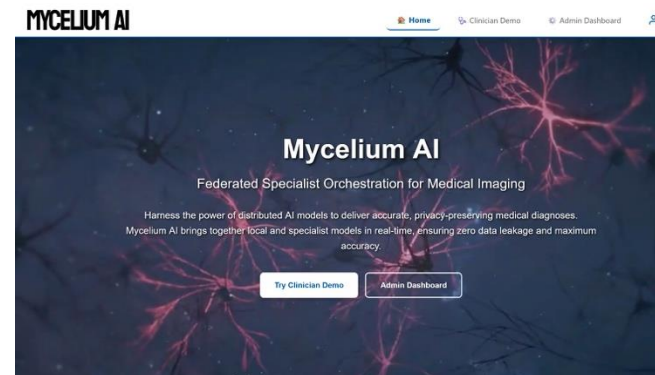 MYCELIUM AI
Home
Clinician Demo
Admin Dashboard
Mycelium AI
Federated Specialist Orchestration for Medical Imaging
Harness the power of distributed AI models to deliver accurate, privacy-preserving medical diagnoses.
Mycelium AI brings together local and specialist models in real-time, ensuring zero data leakage and maximum
accuracy.
Try Clinician Demo
Admin Dashboard